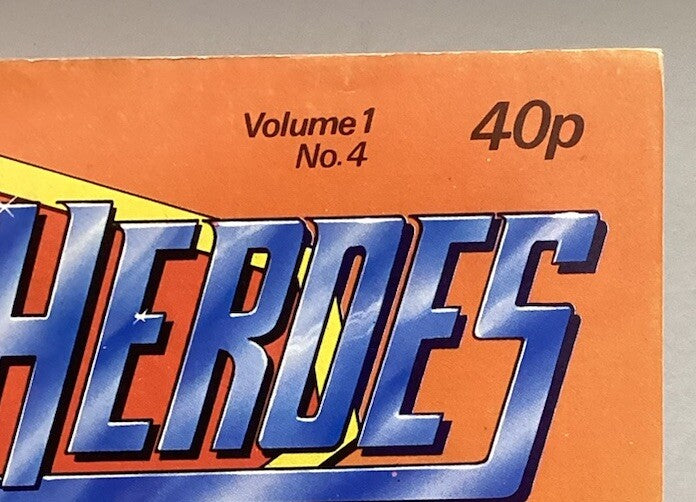 Volume 1
No. 4
40p
HEROES